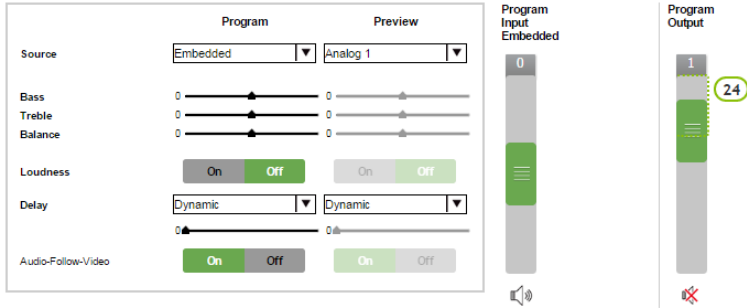 Program Preview
Source Embedded Analog 1
Bass 0 0
Treble 0 0
Balance 0 0
Loudness On Off On Off
Delay Dynamic Dynamic
0 0
Audio-Follow-Video On Off On Off
Program
Input
Embedded
0
Program
Output
1
24